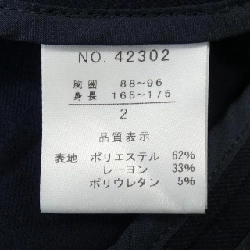 NO. 42302
胸囲 88-96
身長 165-175
2
品質表示
表地 ポリエステル 62%
レーヨン 33%
ポリウレタン 5%